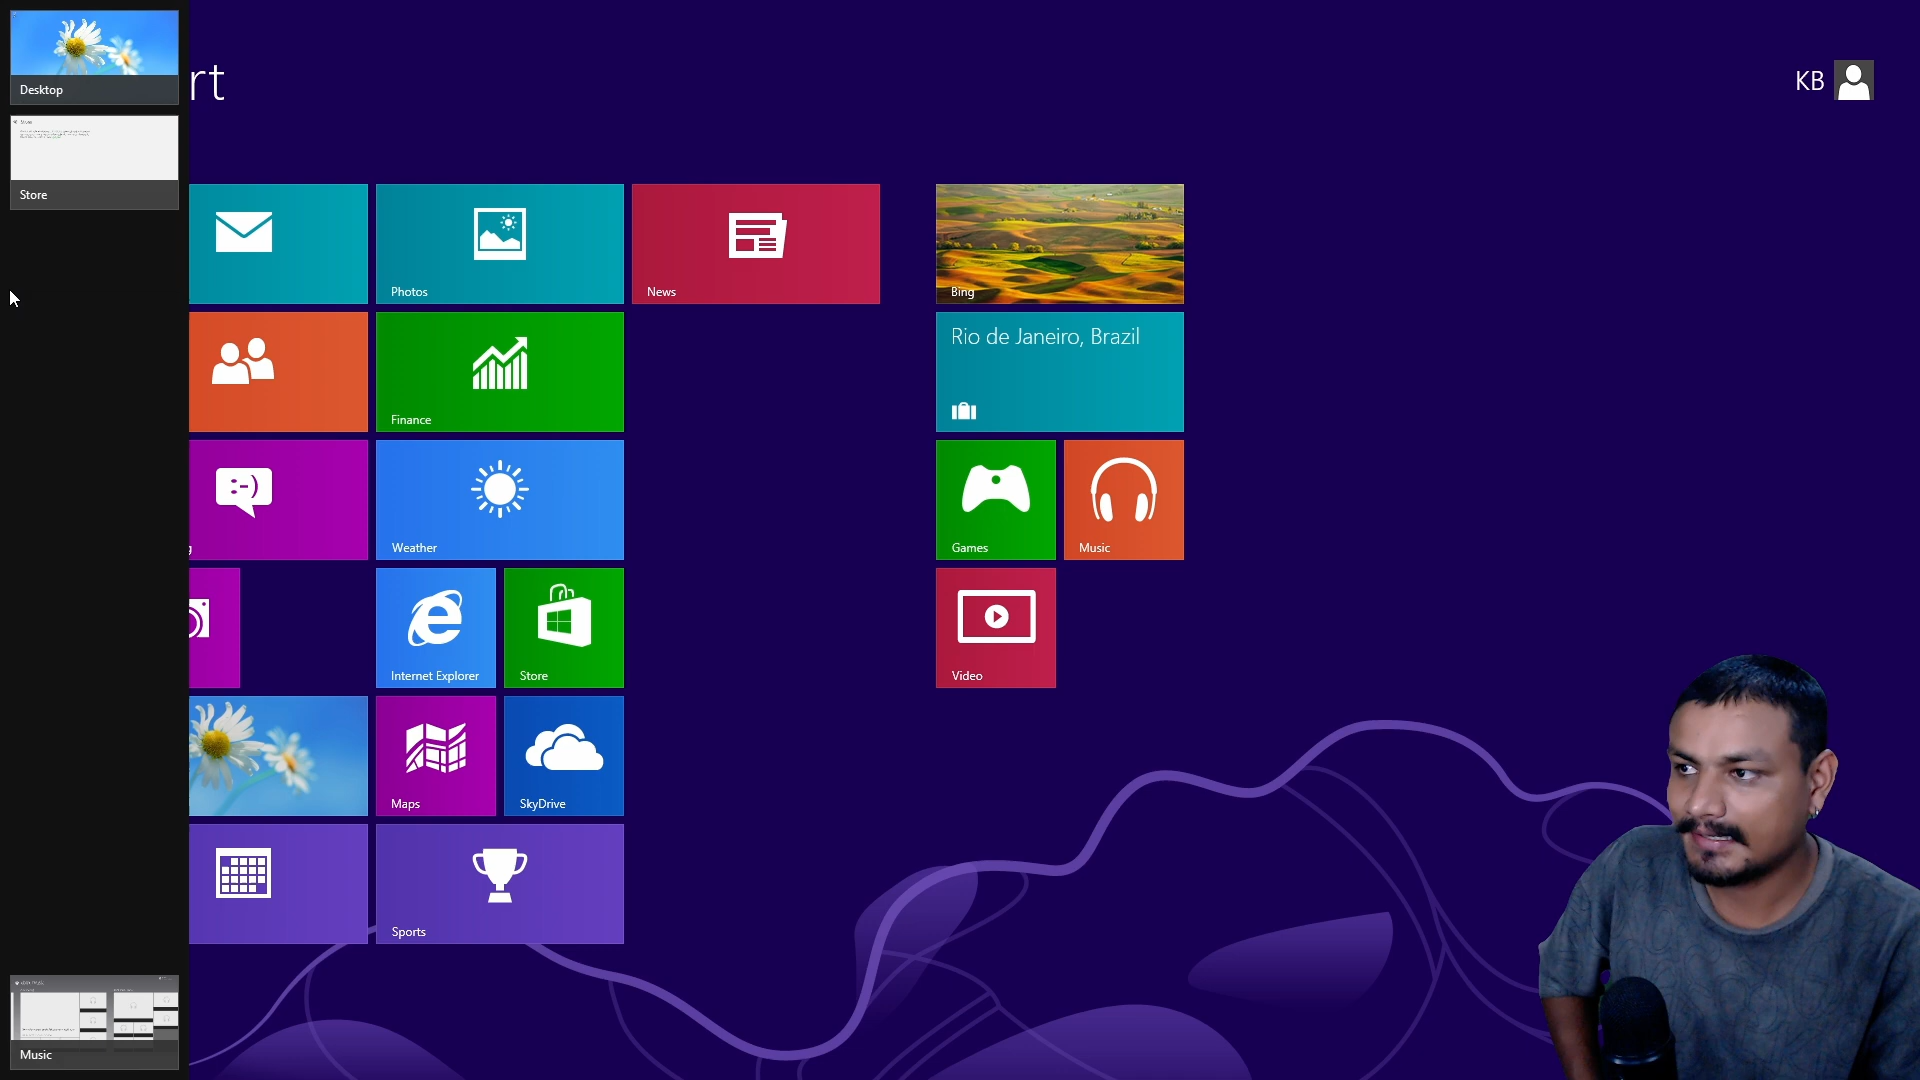 Desktop
rt
KB
Store
Photos
News
Bing
Rio de Janeiro, Brazil
Finance
:-)
g
Weather
Games
Music
Internet Explorer
Store
Video
Maps
SkyDrive
Sports
Music